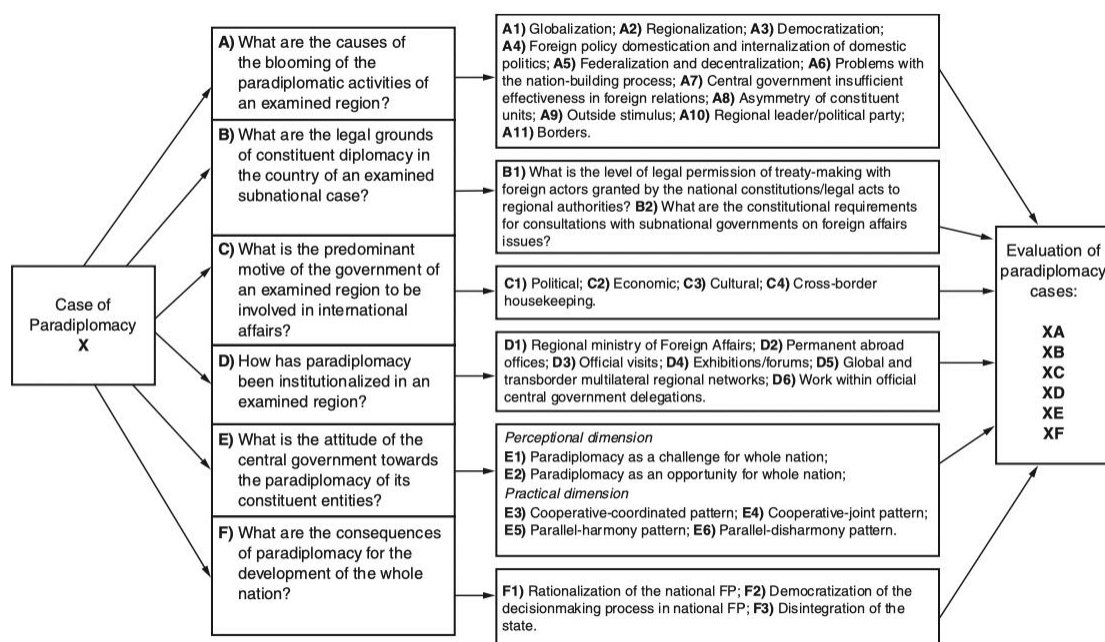 Case of
Paradiplomacy
X
A) What are the causes of
the blooming of the
paradiplomatic activities of
an examined region?
B) What are the legal grounds
of constituent diplomacy in
the country of an examined
subnational case?
C) What is the predominant
motive of the government of
an examined region to be
involved in international
affairs?
D) How has paradiplomacy
been institutionalized in an
examined region?
E) What is the attitude of the
central government towards
the paradiplomacy of its
constituent entities?
F) What are the consequences
of paradiplomacy for the
development of the whole
nation?
A1) Globalization; A2) Regionalization; A3) Democratization;
A4) Foreign policy domestication and internalization of domestic
politics; A5) Federalization and decentralization; A6) Problems with
the nation-building process; A7) Central government insufficient
effectiveness in foreign relations; A8) Asymmetry of constituent
units; A9) Outside stimulus; A10) Regional leader/political party;
A11) Borders.
B1) What is the level of legal permission of treaty-making with
foreign actors granted by the national constitutions/legal acts to
regional authorities? B2) What are the constitutional requirements
for consultations with subnational governments on foreign affairs
issues?
C1) Political; C2) Economic; C3) Cultural; C4) Cross-border
housekeeping.
D1) Regional ministry of Foreign Affairs; D2) Permanent abroad
offices; D3) Official visits; D4) Exhibitions/forums; D5) Global and
transborder multilateral regional networks; D6) Work within official
central government delegations.
Perceptional dimension
E1) Paradiplomacy as a challenge for whole nation;
E2) Paradiplomacy as an opportunity for whole nation;
Practical dimension
E3) Cooperative-coordinated pattern; E4) Cooperative-joint pattern;
E5) Parallel-harmony pattern; E6) Parallel-disharmony pattern.
F1) Rationalization of the national FP; F2) Democratization of the
decisionmaking process in national FP; F3) Disintegration of the
state.
Evaluation of
paradiplomacy
cases:
XA
XB
XC
XD
XE
XF